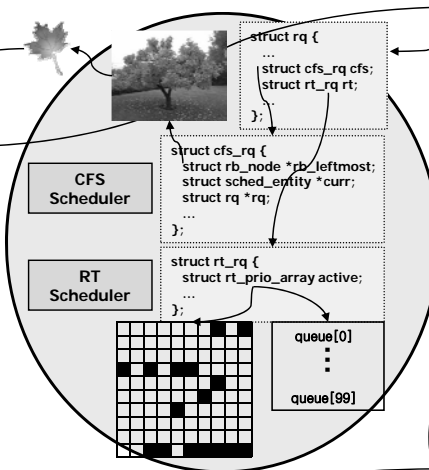 struct rq {
...
struct cfs_rq cfs;
struct rt_rq rt;
...
};
struct cfs_rq {
struct rb_node *rb_leftmost;
struct sched_entity *curr;
struct rq *rq;
...
};
CFS
Scheduler
struct rt_rq {
struct rt_prio_array active;
...
};
RT
Scheduler
queue[0]
queue[99]